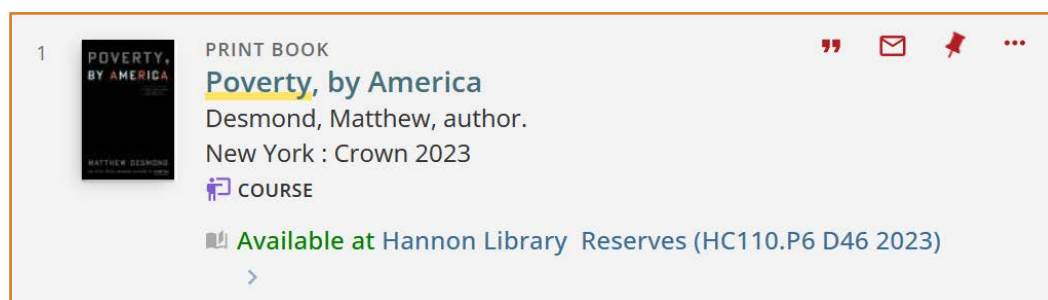 1
POVERTY,
BY AMERICA
MATTHEW DESMOND
PRINT BOOK
Poverty, by America
Desmond, Matthew, author.
New York : Crown 2023
COURSE
Available at Hannon Library Reserves (HC110.P6 D46 2023)